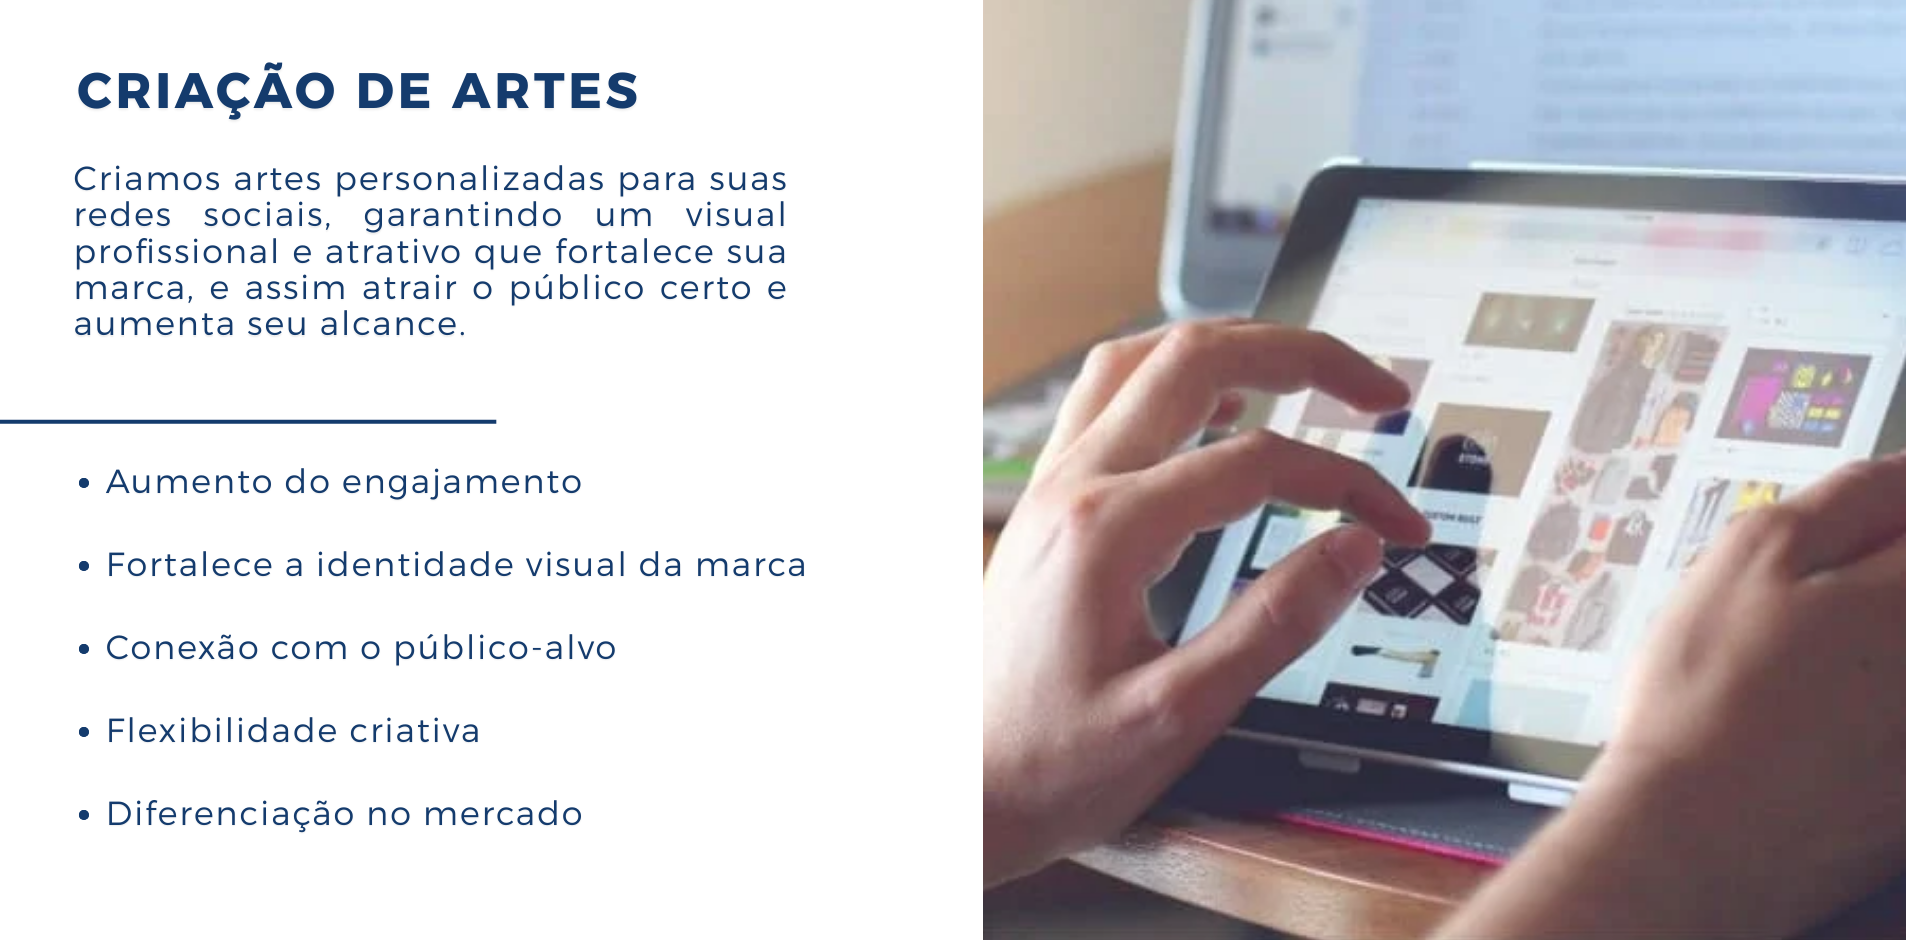 CRIAÇÃO DE ARTES
Criamos artes personalizadas para suas
redes sociais, garantindo um visual
profissional e atrativo que fortalece sua
marca, e assim atrair o público certo e
aumenta seu alcance.
• Aumento do engajamento
• Fortalece a identidade visual da marca
• Conexão com o público-alvo
• Flexibilidade criativa
• Diferenciação no mercado